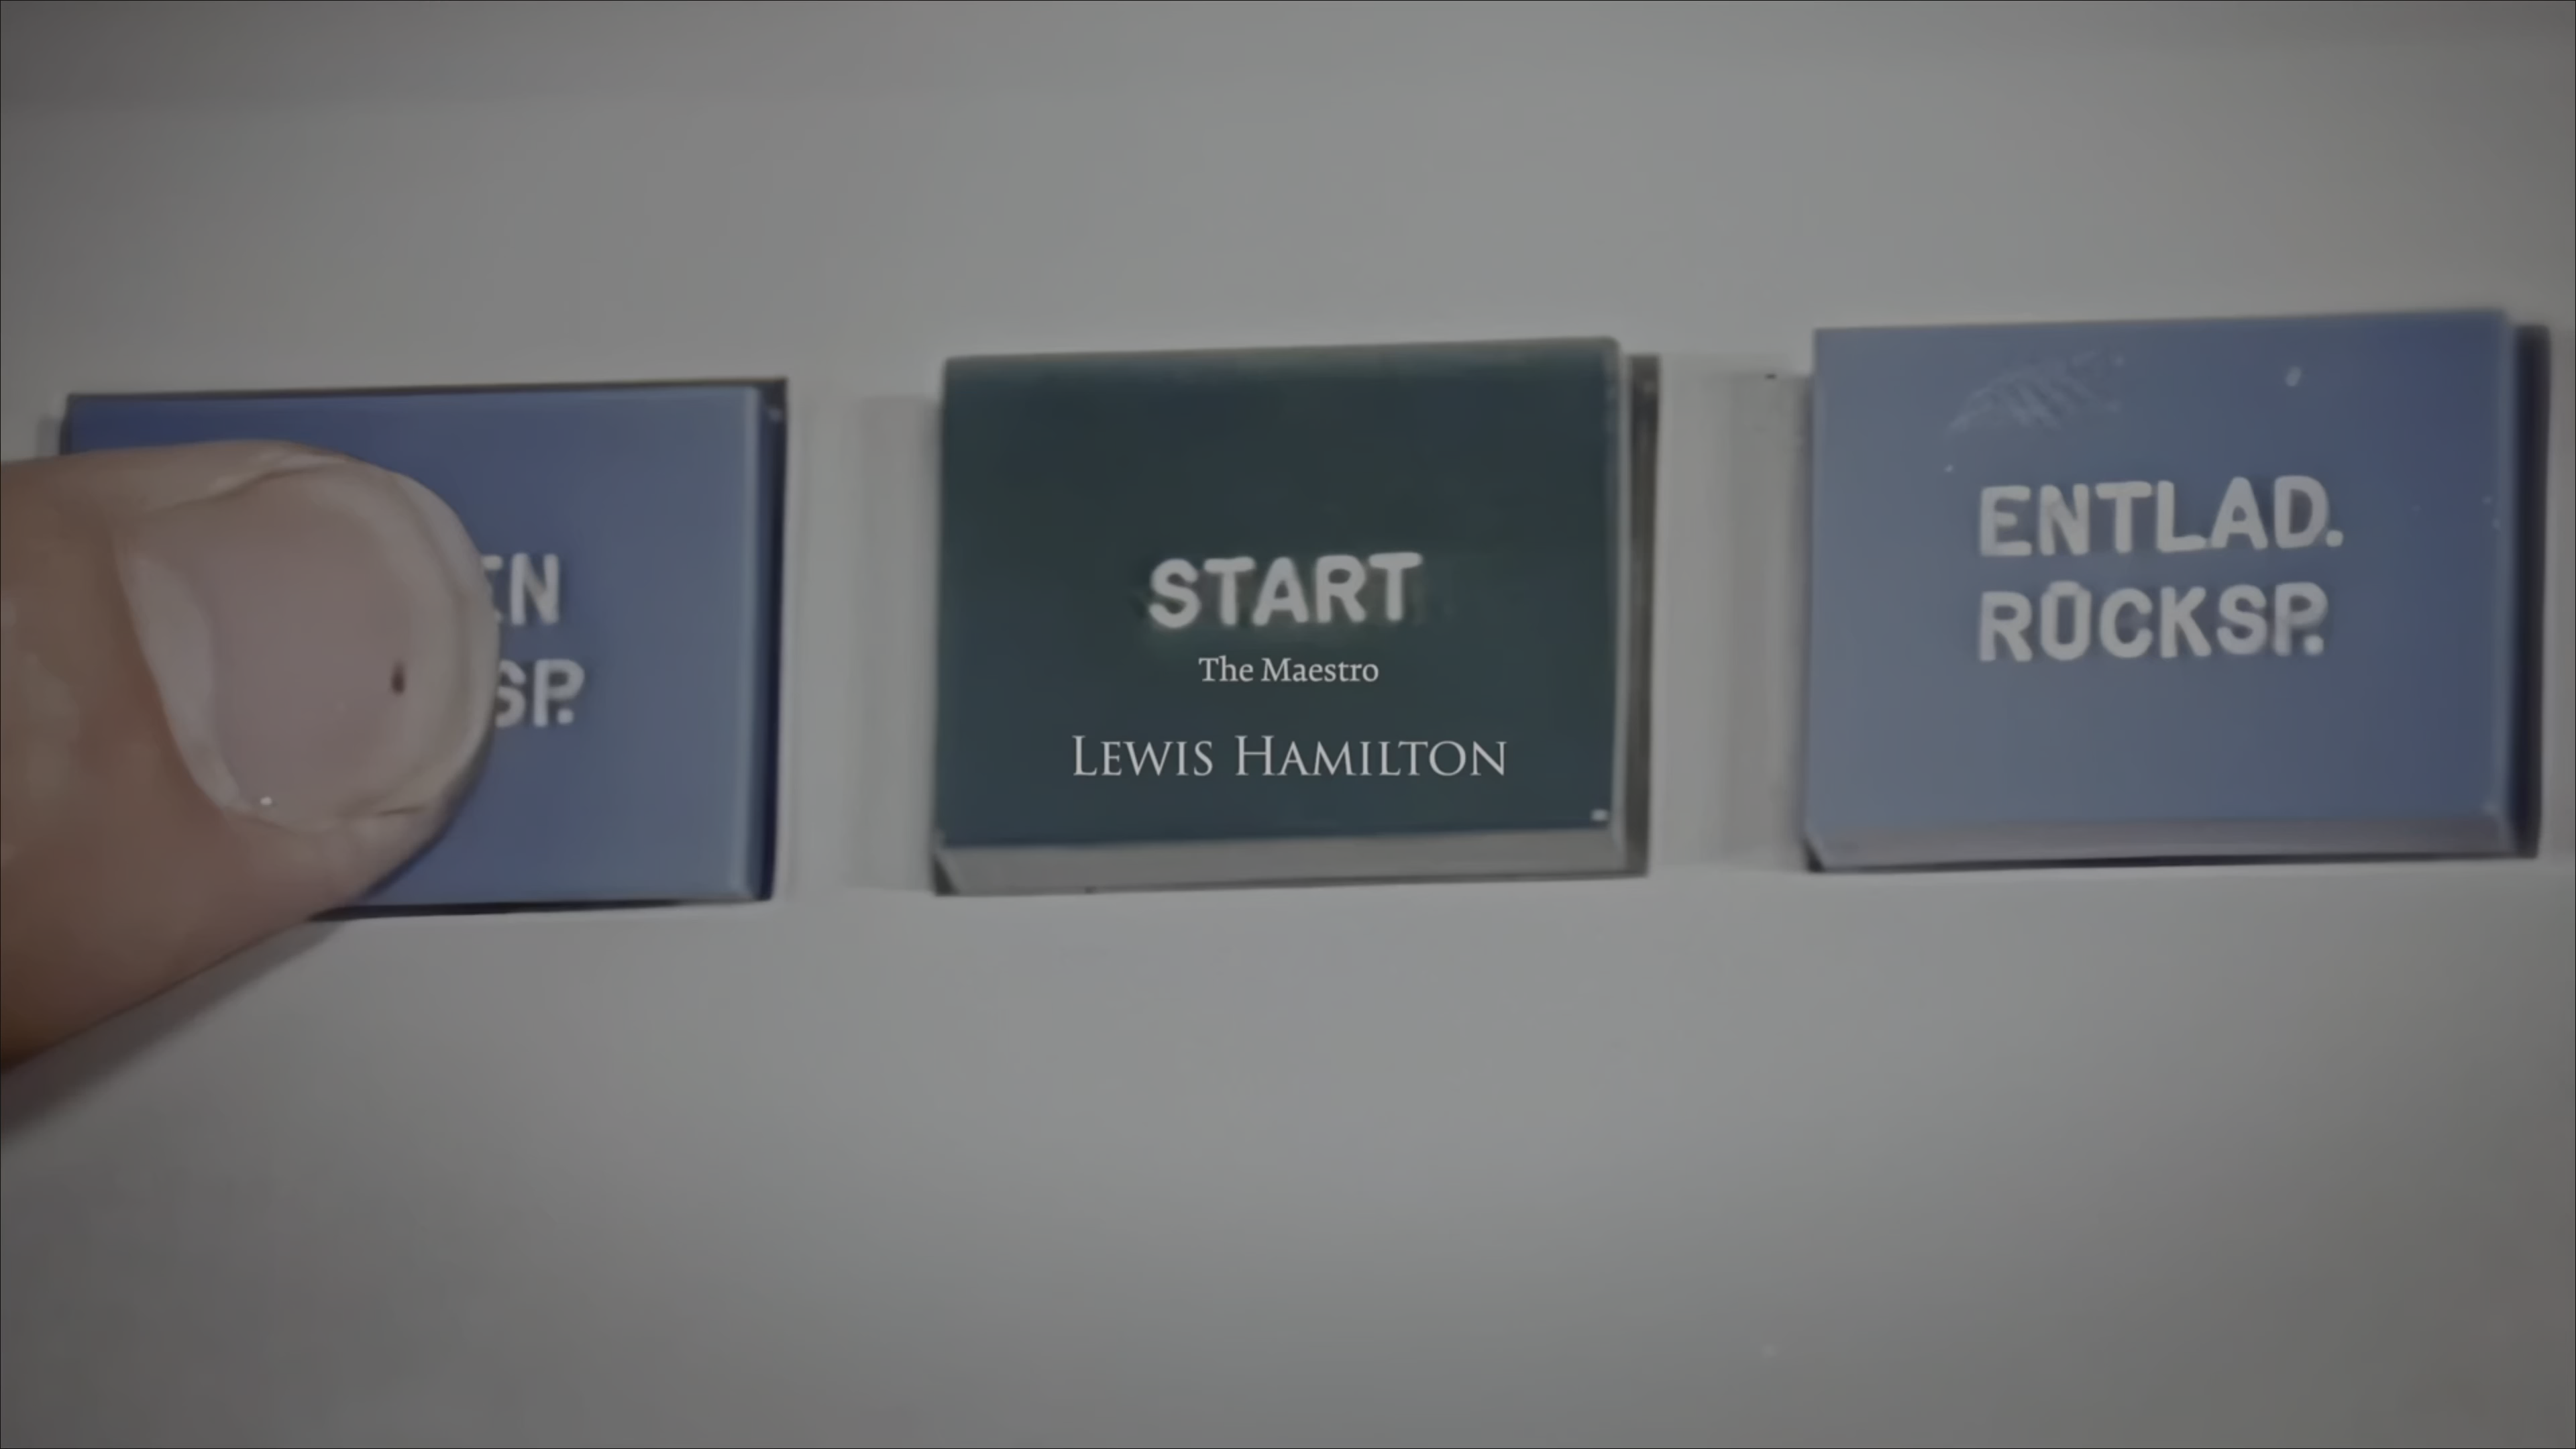 START
The Maestro
LEWIS HAMILTON
ENTLAD.
RÜCKSP.